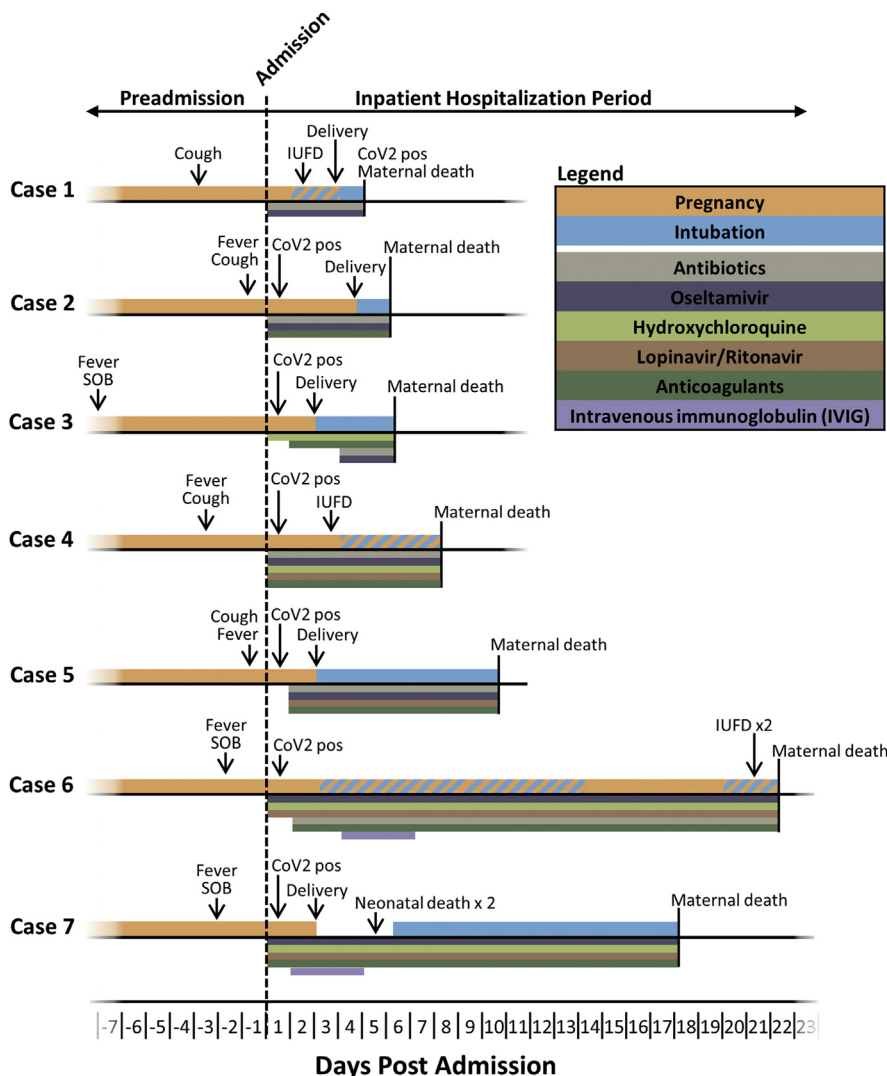 Admission
Preadmission
Inpatient Hospitalization Period
Delivery
Cough
IUFD
CoV2 pos
Maternal death
Case 1
Legend
Pregnancy
Intubation
Antibiotics
Oseltamivir
Hydroxychloroquine
Lopinavir/Ritonavir
Anticoagulants
Intravenous immunoglobulin (IVIG)
Fever
Cough
CoV2 pos
Maternal death
Delivery
Case 2
Fever
SOB
CoV2 pos
Delivery
Maternal death
Case 3
Fever
Cough
CoV2 pos
IUFD
Maternal death
Case 4
Cough
Fever
CoV2 pos
Delivery
Maternal death
Case 5
Fever
SOB
CoV2 pos
IUFD x2
Maternal death
Case 6
Fever
SOB
CoV2 pos
Delivery
Neonatal death x 2
Maternal death
Case 7
-7 -6 -5 -4 -3 -2 -1 1 2 3 4 5 6 7 8 9 10 11 12 13 14 15 16 17 18 19 20 21 22 23
Days Post Admission